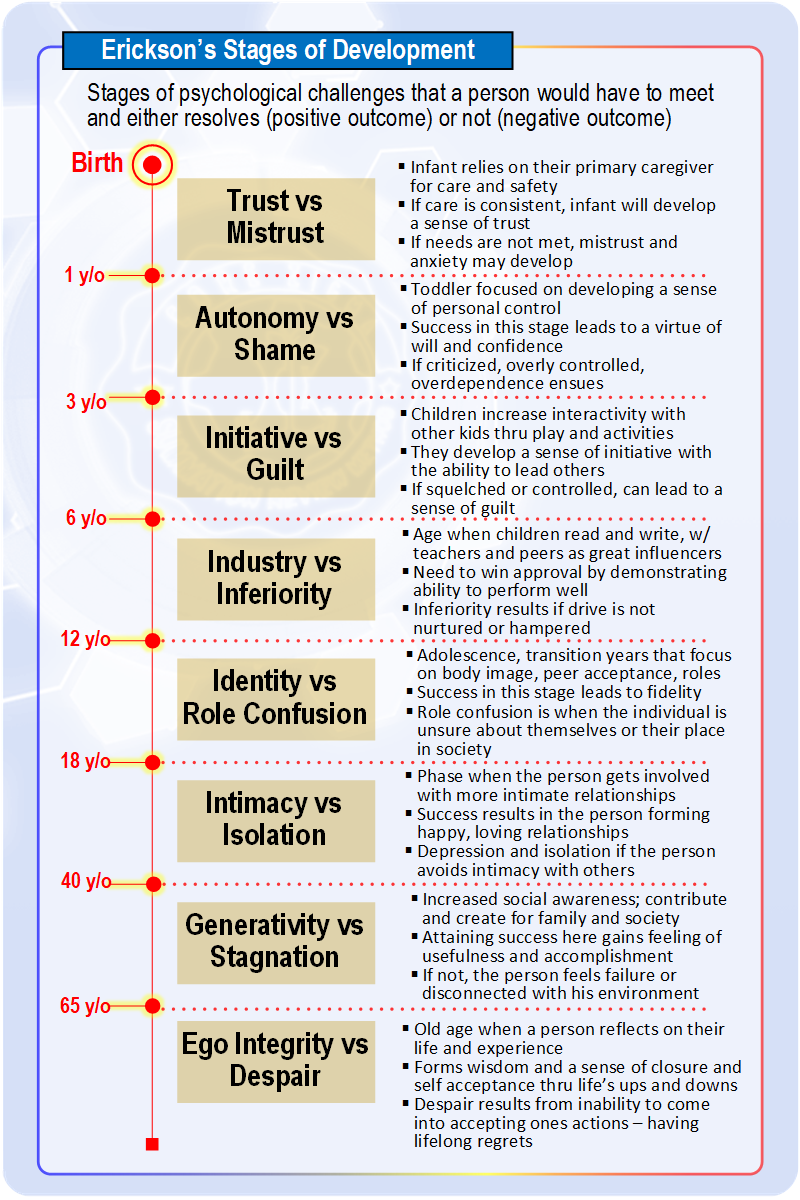 Erickson's Stages of Development
Stages of psychological challenges that a person would have to meet
and either resolves (positive outcome) or not (negative outcome)
Birth
Trust vs
Mistrust
▪ Infant relies on their primary caregiver
for care and safety
▪ If care is consistent, infant will develop
a sense of trust
▪ If needs are not met, mistrust and
anxiety may develop
1 y/o
Autonomy vs
Shame
▪ Toddler focused on developing a sense
of personal control
▪ Success in this stage leads to a virtue of
will and confidence
▪ If criticized, overly controlled,
overdependence ensues
3 y/o
Initiative vs
Guilt
▪ Children increase interactivity with
other kids thru play and activities
▪ They develop a sense of initiative with
the ability to lead others
▪ If squelched or controlled, can lead to a
sense of guilt
6 y/o
Industry vs
Inferiority
▪ Age when children read and write, w/
teachers and peers as great influencers
▪ Need to win approval by demonstrating
ability to perform well
▪ Inferiority results if drive is not
nurtured or hampered
12 y/o
Identity vs
Role Confusion
▪ Adolescence, transition years that focus
on body image, peer acceptance, roles
▪ Success in this stage leads to fidelity
▪ Role confusion is when the individual is
unsure about themselves or their place
in society
18 y/o
Intimacy vs
Isolation
▪ Phase when the person gets involved
with more intimate relationships
▪ Success results in the person forming
happy, loving relationships
▪ Depression and isolation if the person
avoids intimacy with others
40 y/o
Generativity vs
Stagnation
▪ Increased social awareness; contribute
and create for family and society
▪ Attaining success here gains feeling of
usefulness and accomplishment
▪ If not, the person feels failure or
disconnected with his environment
65 y/o
Ego Integrity vs
Despair
▪ Old age when a person reflects on their
life and experience
▪ Forms wisdom and a sense of closure and
self acceptance thru life's ups and downs
▪ Despair results from inability to come
into accepting ones actions – having
lifelong regrets